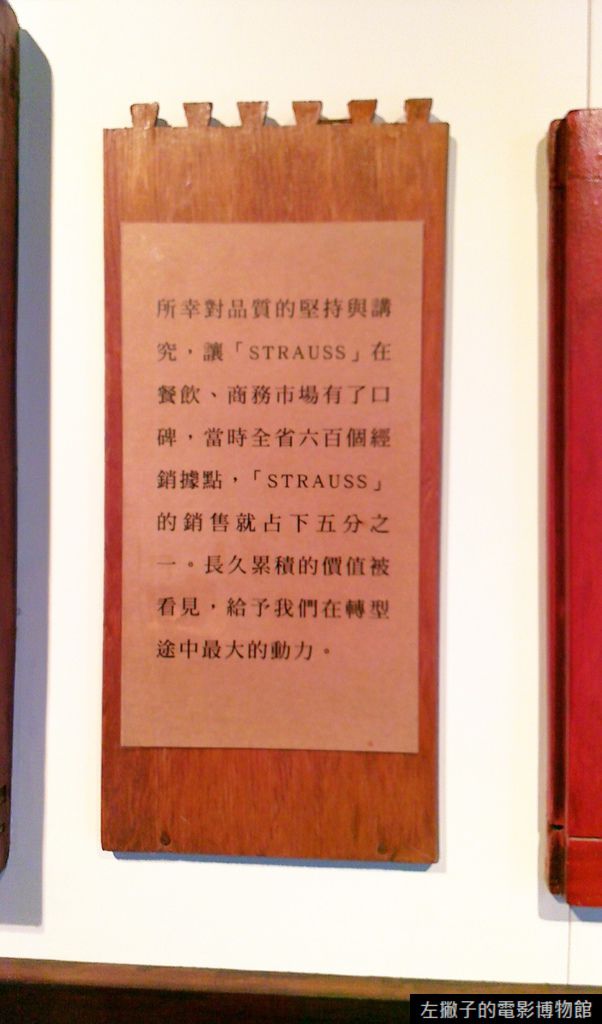 所幸對品質的堅持與講
究，讓「STRAUSS」在
餐飲、商務市場有了口
碑，當時全省六百個經
銷據點，「STRAUSS」
的銷售就占下五分之
一。長久累積的價值被
看見，給予我們在轉型
途中最大的動力。
左撇子的電影博物館